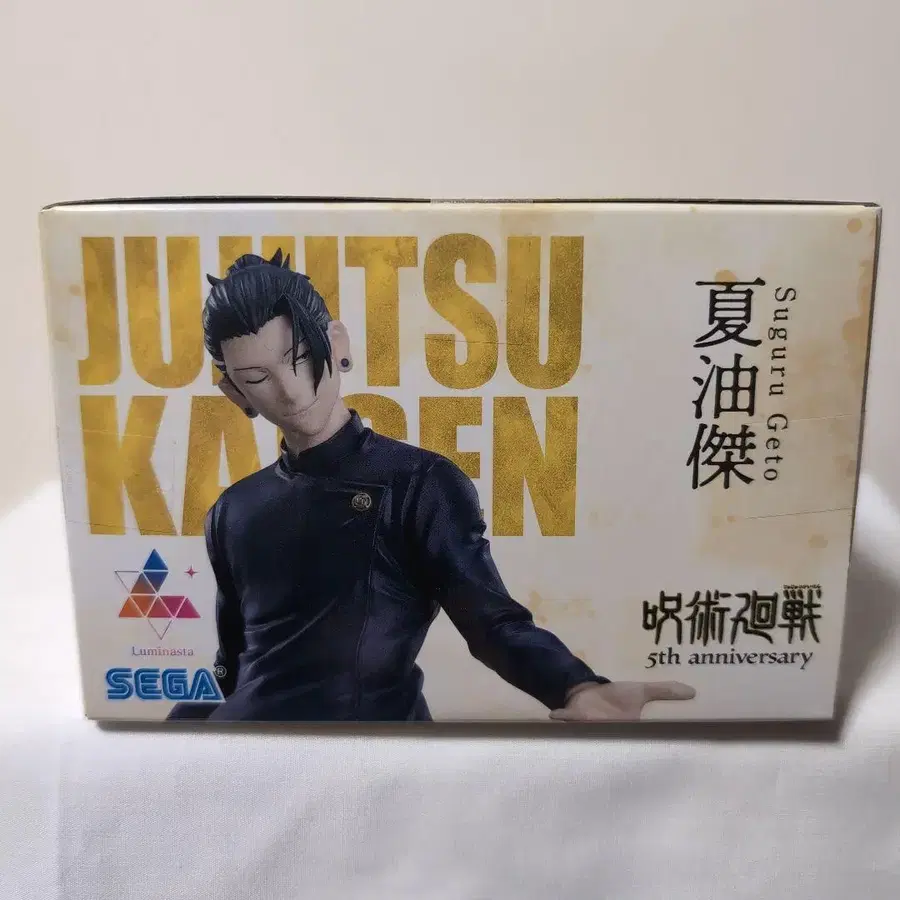 JUJUTSU
KAISEN
夏油傑
Suguru Geto
Luminasta
SEGA®
呪術廻戦
5th anniversary